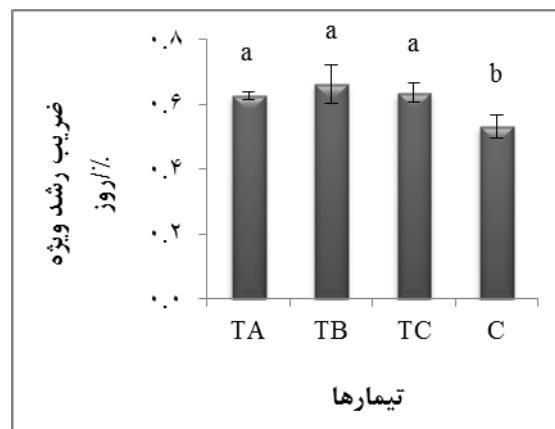 ضریب رشد ویژه
%/روز
۰.۸
۰.۶
۰.۴
۰.۲
۰.۰
a
a
a
b
TA TB TC C
تیمارها